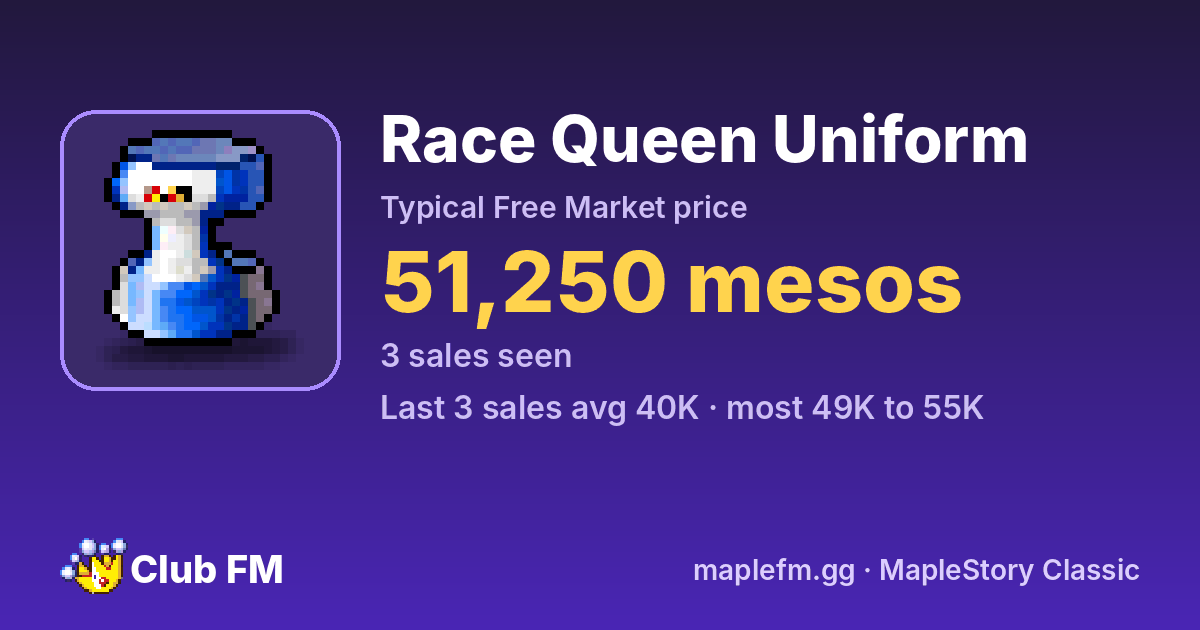 Race Queen Uniform
Typical Free Market price
51,250 mesos
3 sales seen
Last 3 sales avg 40K · most 49K to 55K
Club FM
maplefm.gg · MapleStory Classic